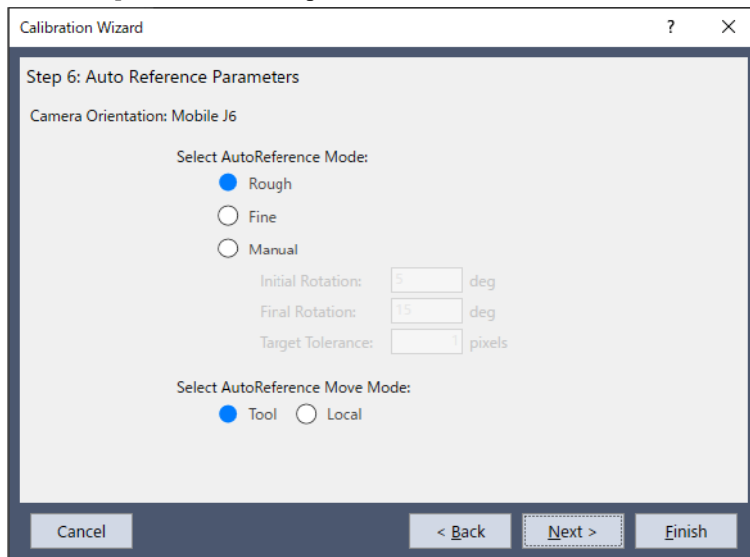 Calibration Wizard ? ×
Step 6: Auto Reference Parameters
Camera Orientation: Mobile J6
Select AutoReference Mode:
Rough
Fine
Manual
Initial Rotation: 5 deg
Final Rotation: 15 deg
Target Tolerance: 1 pixels
Select AutoReference Move Mode:
Tool Local
Cancel < Back Next > Finish